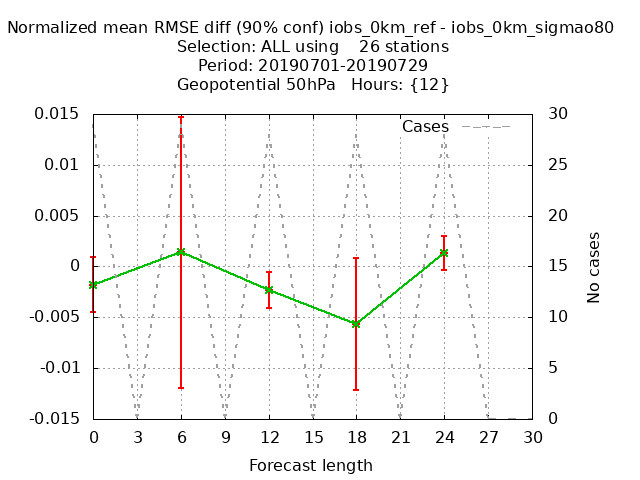 Normalized mean RMSE diff (90% conf) iobs_0km_ref - iobs_0km_sigmao80
Selection: ALL using    26 stations
Period: 20190701-20190729
Geopotential 50hPa   Hours: {12}
Cases
0.015
0.01
0.005
0
-0.005
-0.01
-0.015
30
25
20
15
10
5
0
No cases
0 3 6 9 12 15 18 21 24 27 30
Forecast length